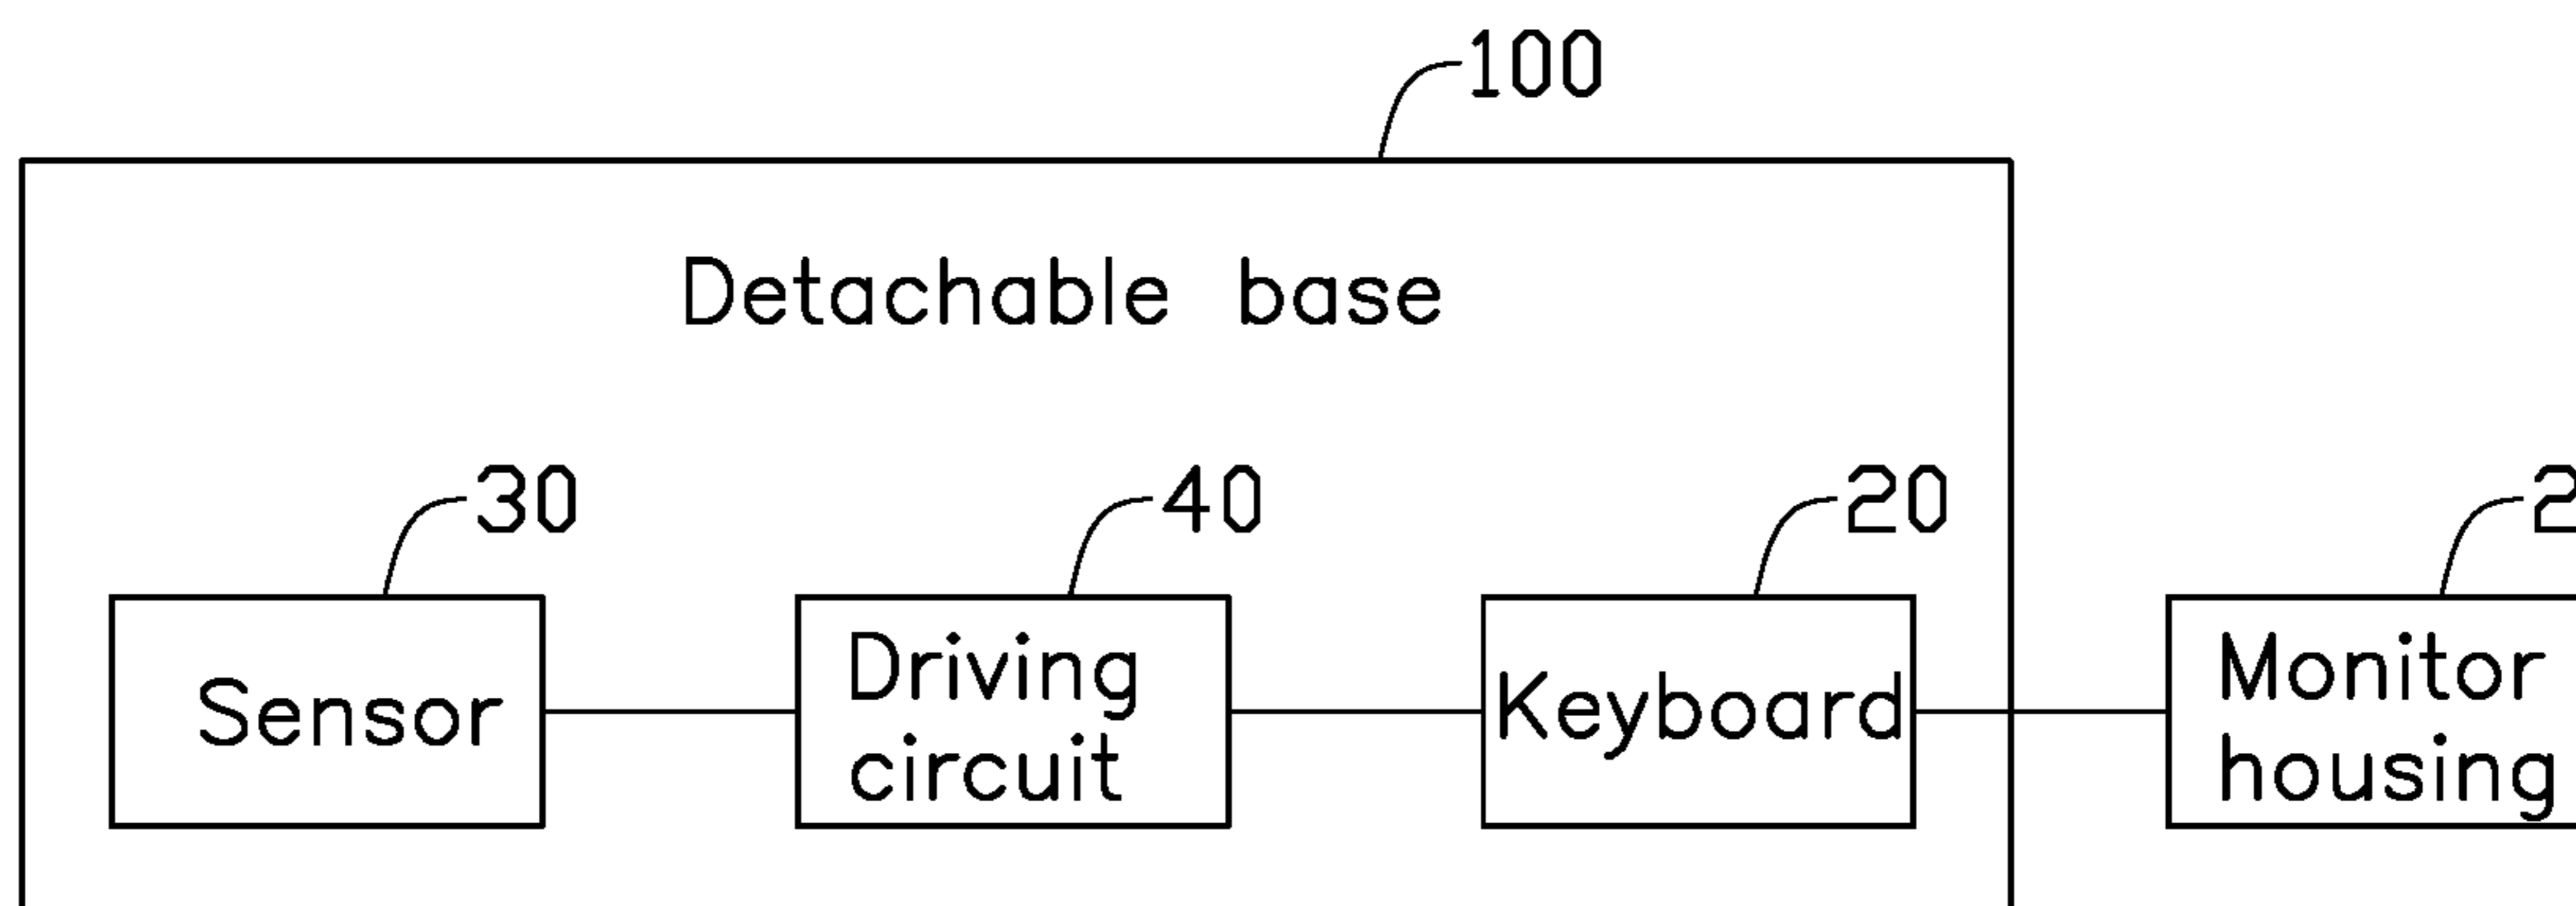 100
Detachable base
30
40
20
Sensor
Driving
circuit
Keyboard
Monitor
housing